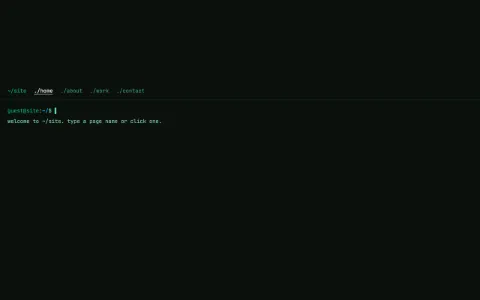 ~/site ./home ./about ./work ./contact
guest@site:~/$
welcome to ~/site. type a page name or click one.